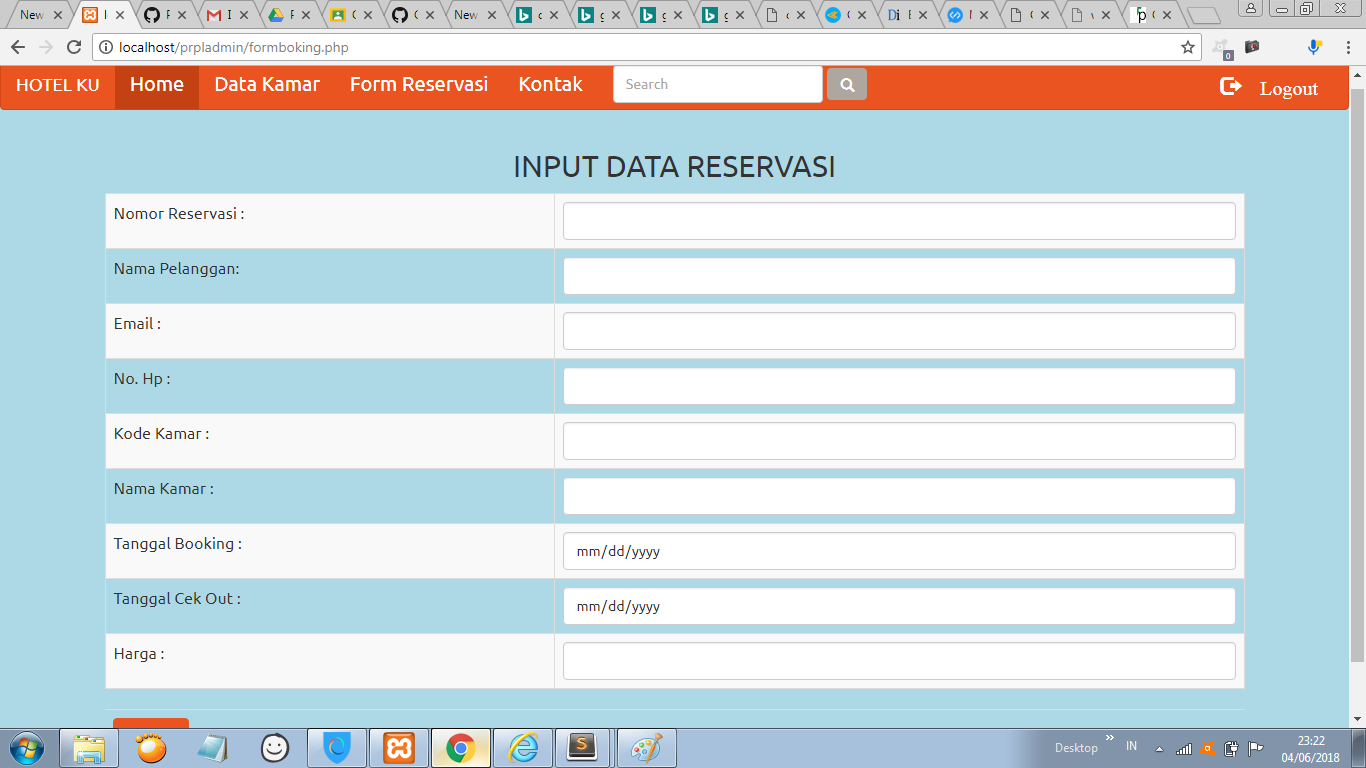 New
localhost/prpladmin/formboking.php
0
HOTEL KU Home Data Kamar Form Reservasi Kontak Search Logout
INPUT DATA RESERVASI
Nomor Reservasi :
Nama Pelanggan:
Email :
No. Hp :
Kode Kamar :
Nama Kamar :
Tanggal Booking : mm/dd/yyyy
Tanggal Cek Out : mm/dd/yyyy
Harga :
Desktop » IN 23:22
04/06/2018